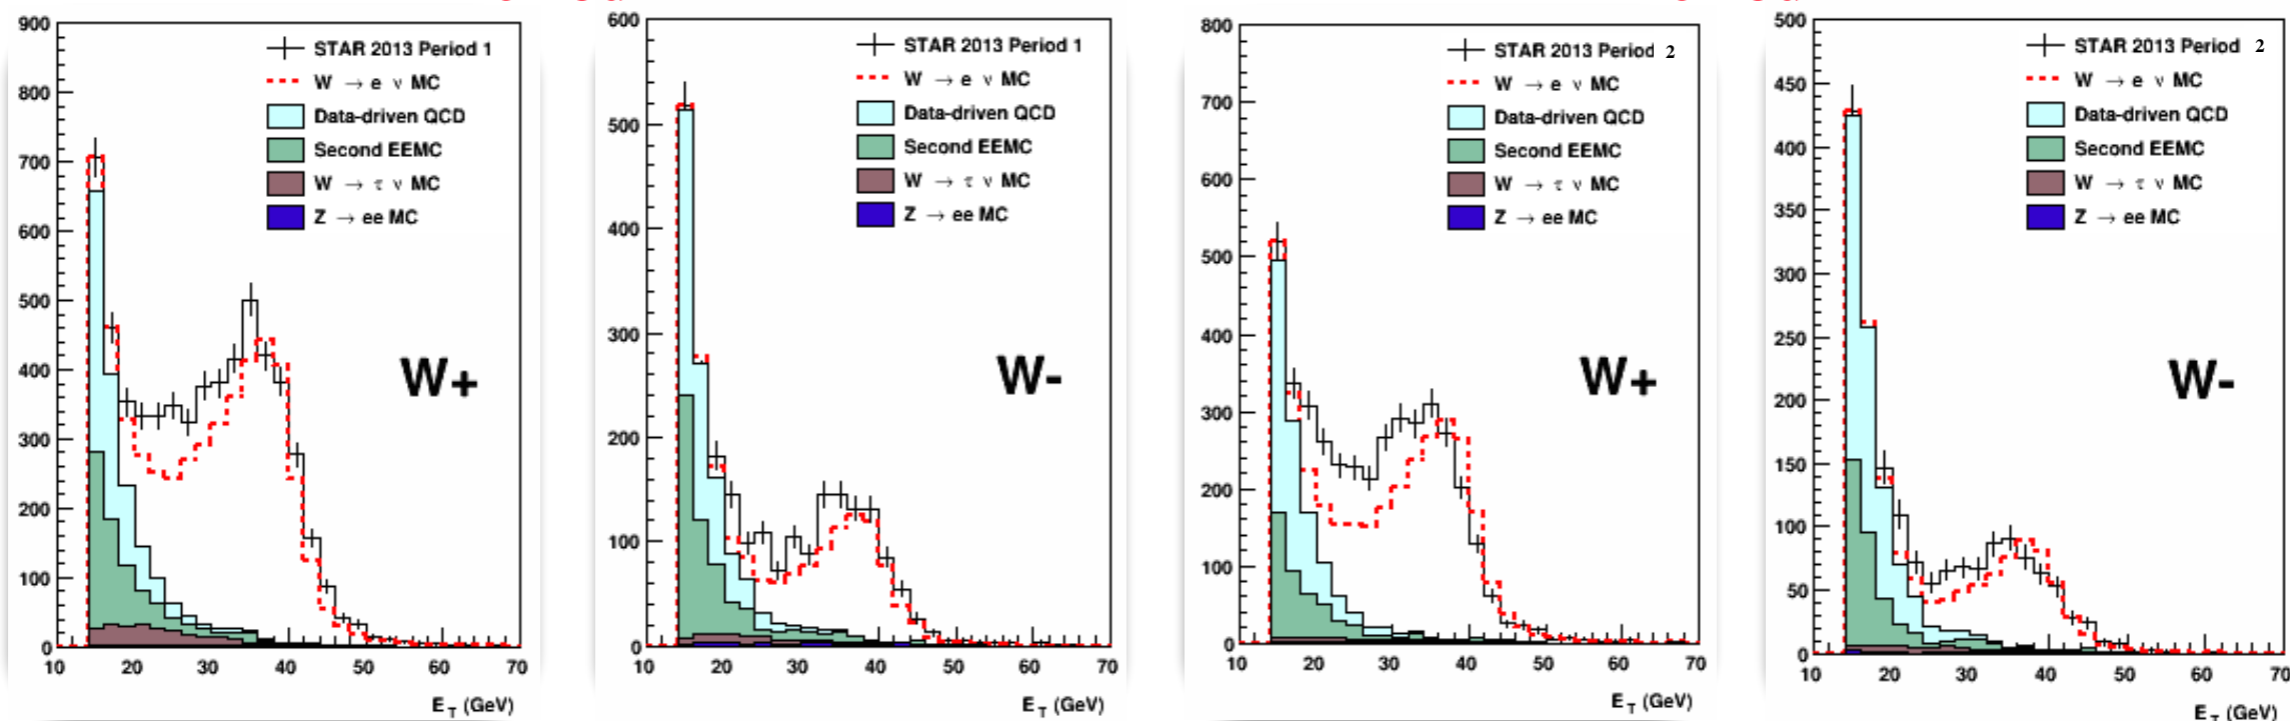 900
800
700
600
500
400
300
200
100
0
10 20 30 40 50 60 70
E T (GeV)
STAR 2013 Period 1
W → e ν MC
Data-driven QCD
Second EEMC
W → τ ν MC
Z → ee MC
W+
600
500
400
300
200
100
0
10 20 30 40 50 60 70
E T (GeV)
STAR 2013 Period 1
W → e ν MC
Data-driven QCD
Second EEMC
W → τ ν MC
Z → ee MC
W-
800
700
600
500
400
300
200
100
0
10 20 30 40 50 60 70
E T (GeV)
STAR 2013 Period 2
W → e ν MC
Data-driven QCD
Second EEMC
W → τ ν MC
Z → ee MC
W+
500
450
400
350
300
250
200
150
100
50
0
10 20 30 40 50 60 70
E T (GeV)
STAR 2013 Period 2
W → e ν MC
Data-driven QCD
Second EEMC
W → τ ν MC
Z → ee MC
W-